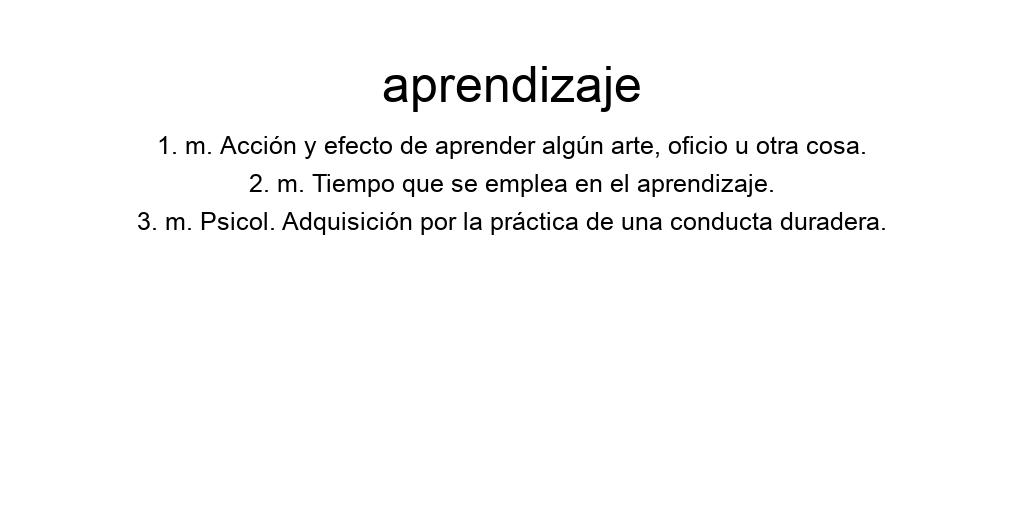 aprendizaje
1. m. Acción y efecto de aprender algún arte, oficio u otra cosa.
2. m. Tiempo que se emplea en el aprendizaje.
3. m. Psicol. Adquisición por la práctica de una conducta duradera.